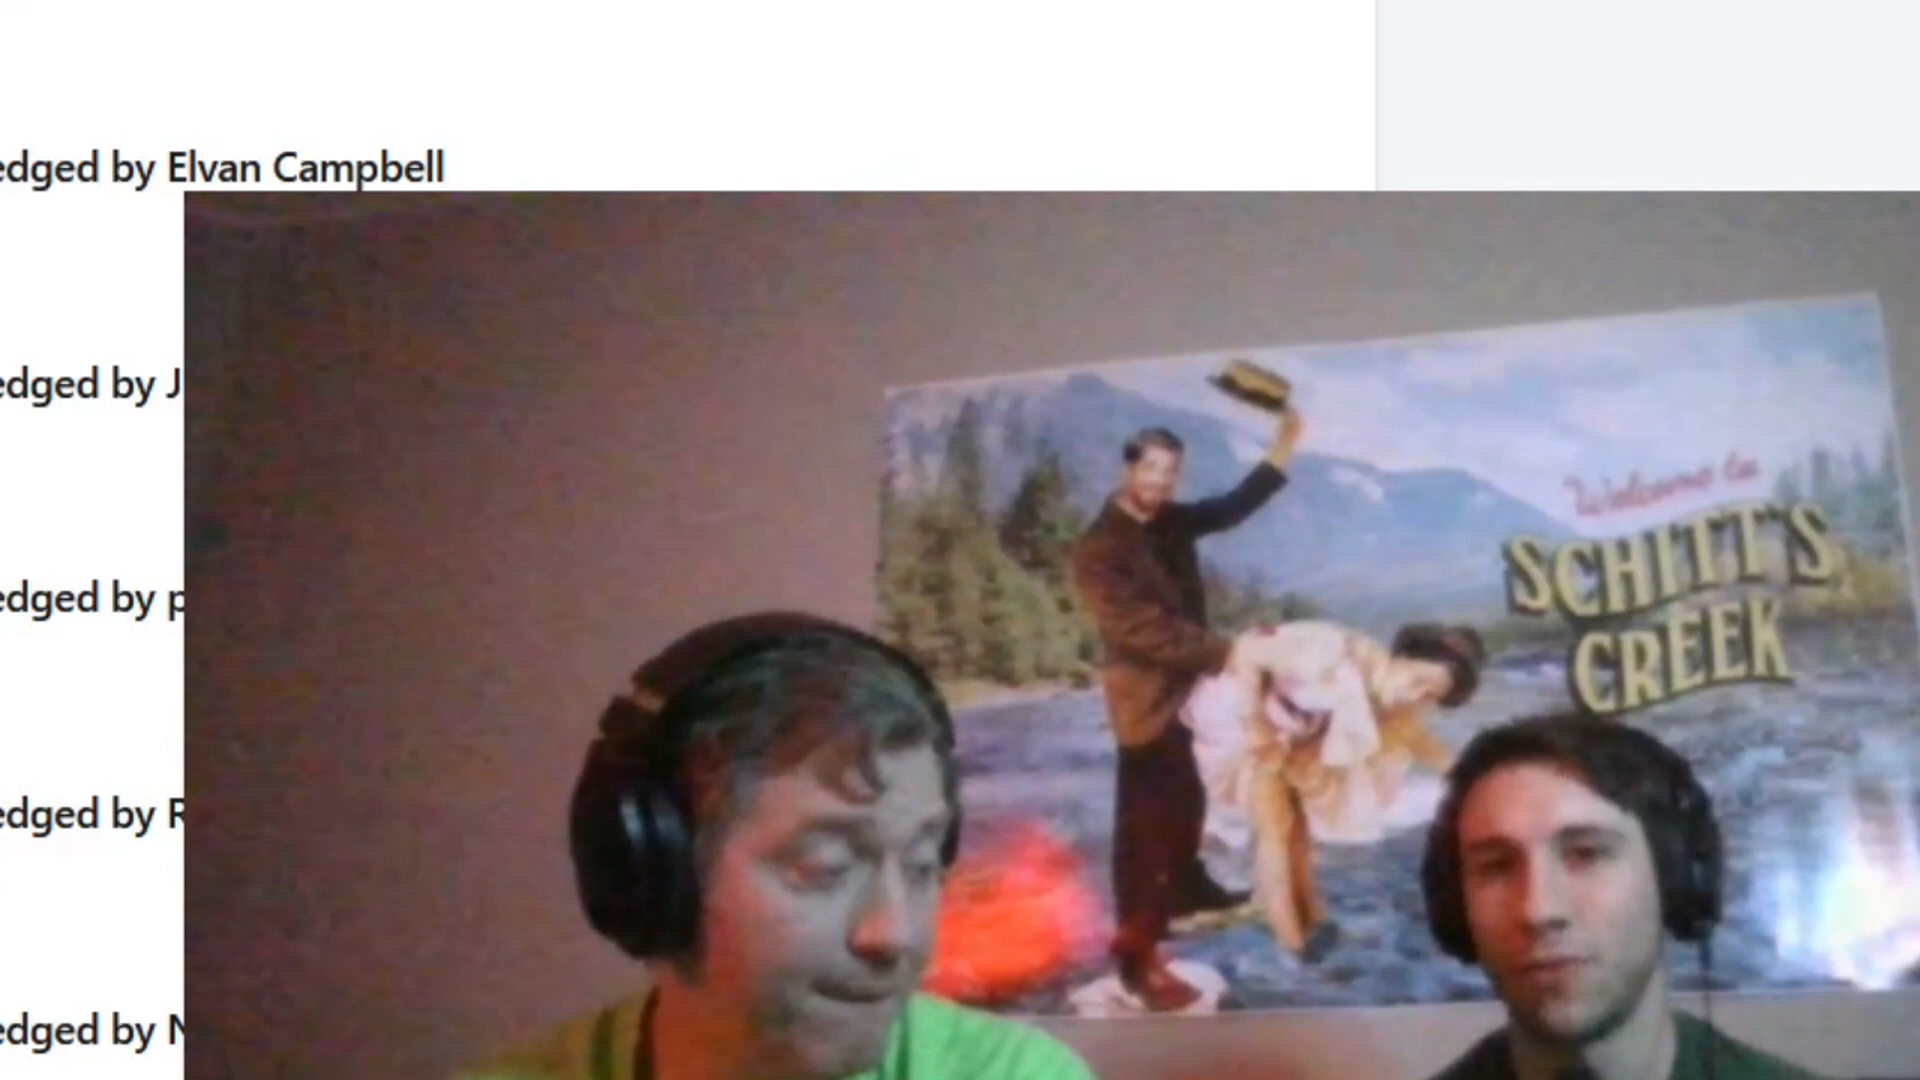 edged by Elvan Campbell
edged by J
edged by p
edged by R
edged by N
Welcome to
SCHITT'S
CREEK